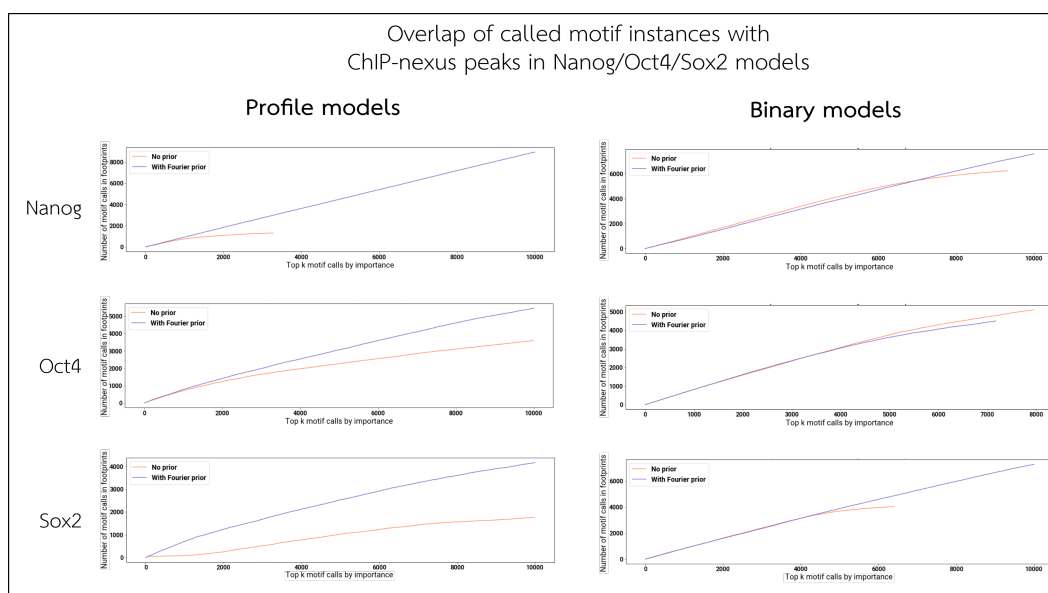 Overlap of called motif instances with
ChIP-nexus peaks in Nanog/Oct4/Sox2 models
Profile models
Binary models
Nanog
Number of motif calls in footprints
8000
6000
4000
2000
0
No prior
With Fourier prior
0 2000 4000 6000 8000 10000
Top k motif calls by importance
Number of motif calls in footprints
8000
6000
4000
2000
0
No prior
With Fourier prior
0 2000 4000 6000 8000 10000
Top k motif calls by importance
Oct4
Number of motif calls in footprints
5000
4000
3000
2000
1000
0
No prior
With Fourier prior
0 2000 4000 6000 8000 10000
Top k motif calls by importance
Number of motif calls in footprints
5000
4000
3000
2000
1000
0
No prior
With Fourier prior
0 1000 2000 3000 4000 5000 6000 7000 8000
Top k motif calls by importance
Sox2
Number of motif calls in footprints
4000
3000
2000
1000
0
No prior
With Fourier prior
0 2000 4000 6000 8000 10000
Top k motif calls by importance
Number of motif calls in footprints
8000
6000
4000
2000
0
No prior
With Fourier prior
0 2000 4000 6000 8000 10000
Top k motif calls by importance